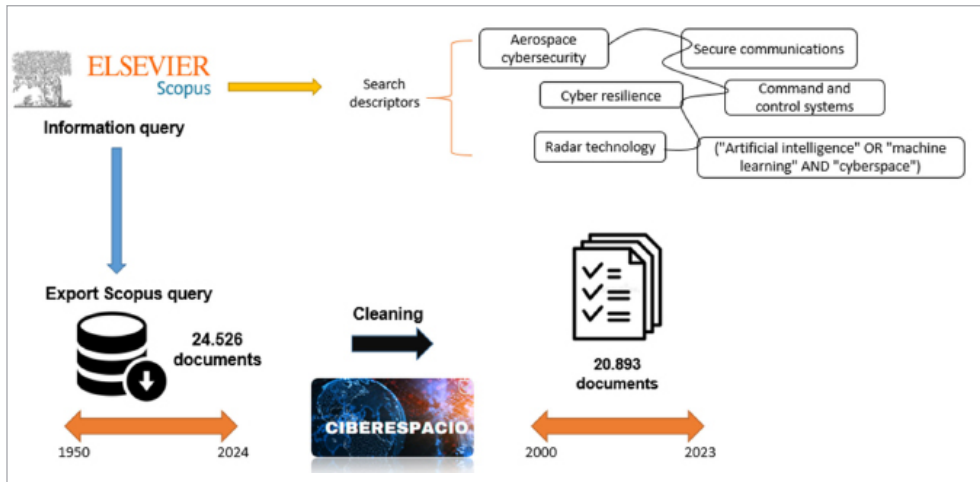 ELSEVIER
Scopus
Information query
Search
descriptors
Aerospace
cybersecurity
Secure communications
Cyber resilience
Command and
control systems
Radar technology
("Artificial intelligence" OR "machine
learning" AND "cyberspace")
Export Scopus query
24.526
documents
1950
2024
Cleaning
CIBERESPACIO
20.893
documents
2000
2023